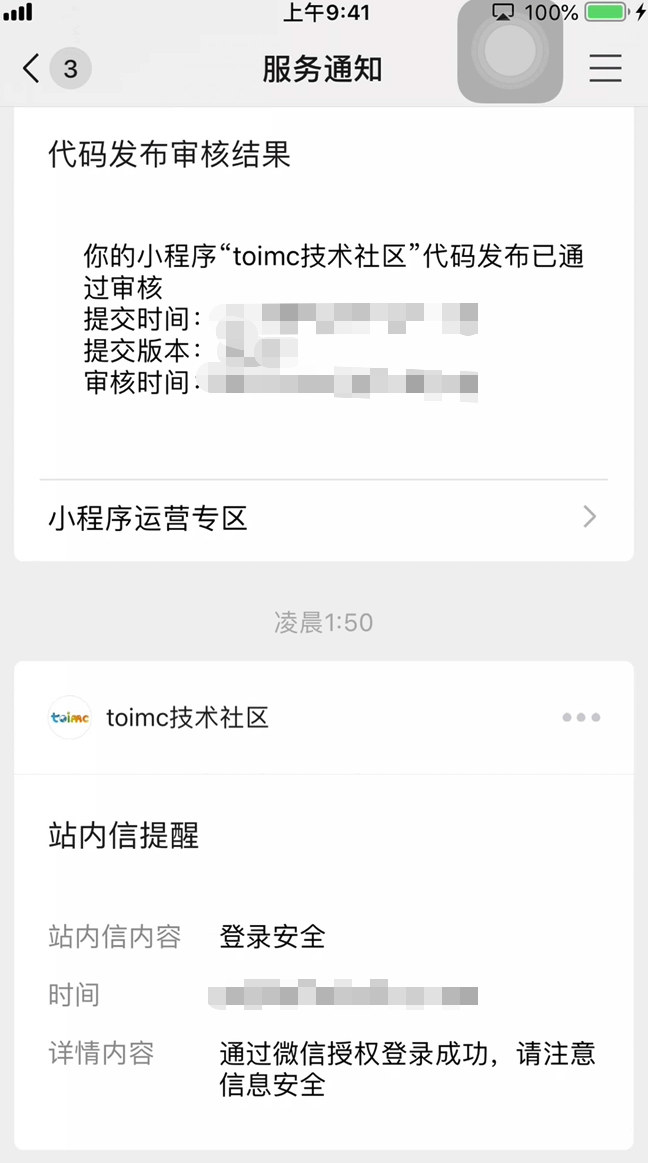 上午9:41
100%
3
服务通知
代码发布审核结果
你的小程序“toimc技术社区”代码发布已通
过审核
提交时间：
提交版本：
审核时间：
小程序运营专区
凌晨1:50
toimc
toimc技术社区
站内信提醒
站内信内容 登录安全
时间
详情内容 通过微信授权登录成功，请注意
信息安全